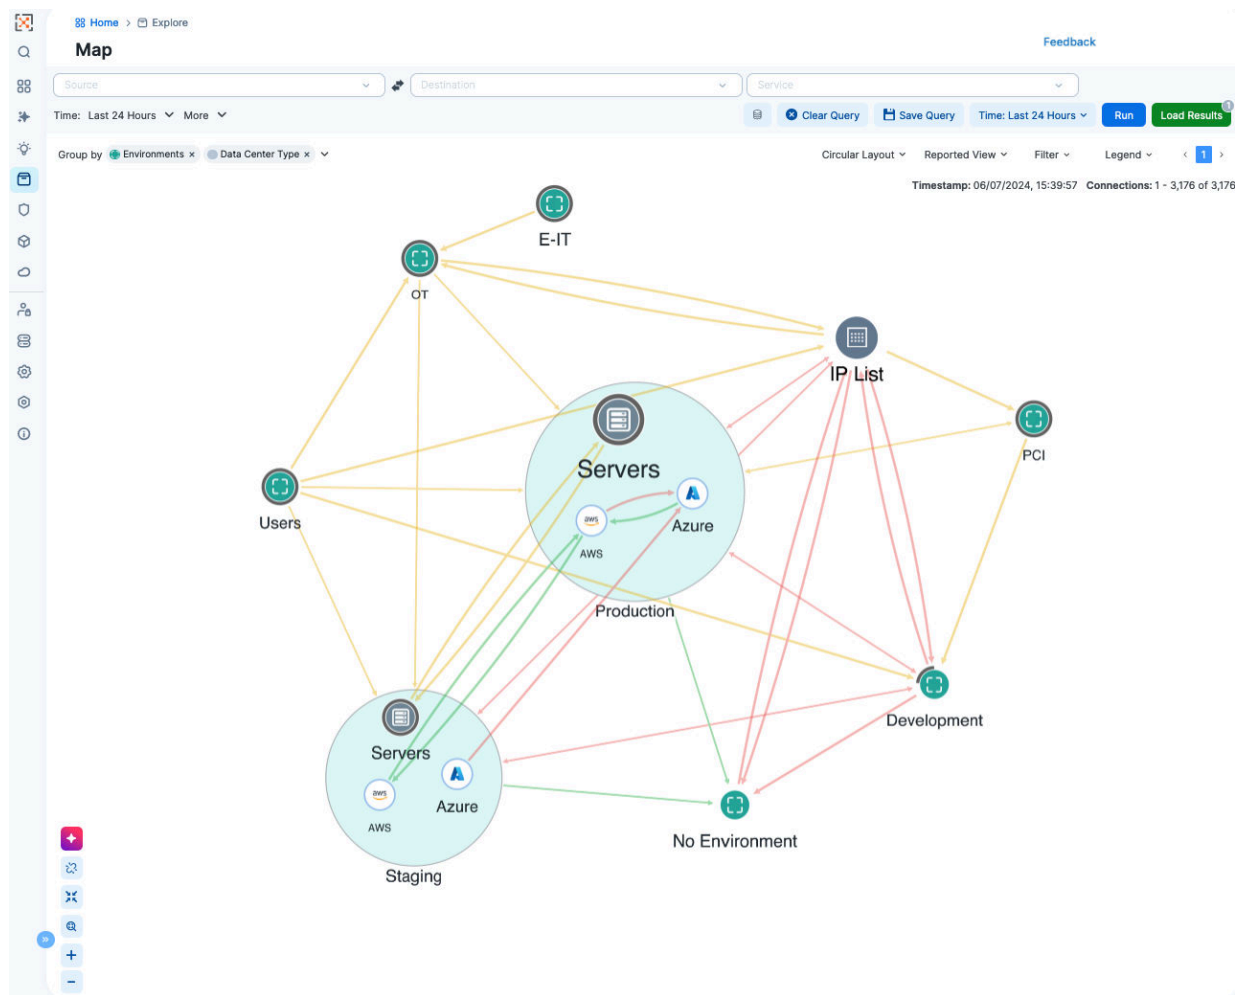 Home > Explore
Map
Feedback
Source
Destination
Service
Time: Last 24 Hours More
Clear Query
Save Query
Time: Last 24 Hours
Run
Load Results
1
Group by Environments × Data Center Type ×
Circular Layout
Reported View
Filter
Legend
< 1 >
Timestamp: 06/07/2024, 15:39:57 Connections: 1 - 3,176 of 3,176
E-IT
OT
IP List
Servers
PCI
Users
aws
AWS
Azure
Production
Development
Servers
aws
AWS
Azure
No Environment
Staging